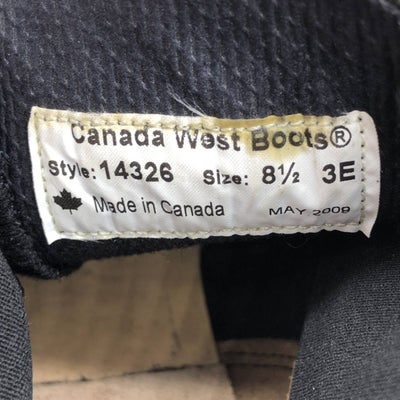 Canada West Boots®
Style: 14326 Size: 8½ 3E
Made in Canada MAY 2009